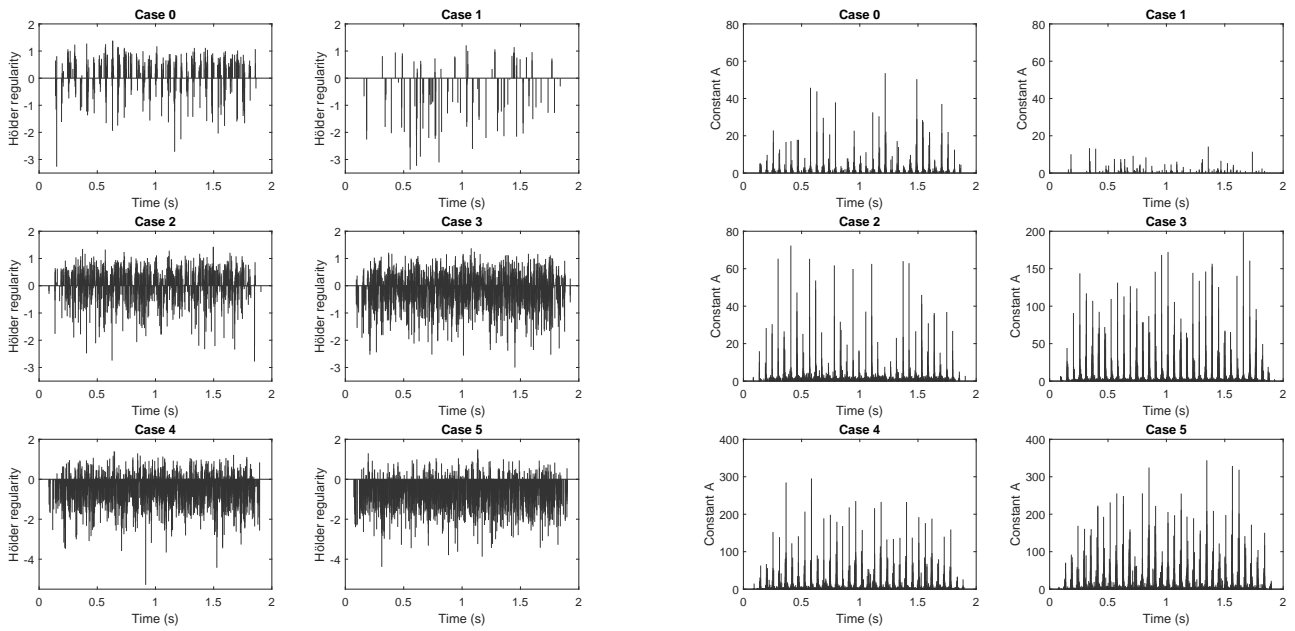 Case 0
Case 1
Hölder regularity
2
1
0
-1
-2
-3
0 0.5 1 1.5 2
Time (s)
Hölder regularity
2
1
0
-1
-2
-3
0 0.5 1 1.5 2
Time (s)
Case 2
Case 3
Hölder regularity
2
1
0
-1
-2
-3
0 0.5 1 1.5 2
Time (s)
Hölder regularity
2
1
0
-1
-2
-3
0 0.5 1 1.5 2
Time (s)
Case 4
Case 5
Hölder regularity
2
0
-2
-4
0 0.5 1 1.5 2
Time (s)
Hölder regularity
2
0
-2
-4
0 0.5 1 1.5 2
Time (s)
Case 0
Case 1
Constant A
80
60
40
20
0
0 0.5 1 1.5 2
Time (s)
Constant A
80
60
40
20
0
0 0.5 1 1.5 2
Time (s)
Case 2
Case 3
Constant A
80
60
40
20
0
0 0.5 1 1.5 2
Time (s)
Constant A
200
150
100
50
0
0 0.5 1 1.5 2
Time (s)
Case 4
Case 5
Constant A
400
300
200
100
0
0 0.5 1 1.5 2
Time (s)
Constant A
400
300
200
100
0
0 0.5 1 1.5 2
Time (s)